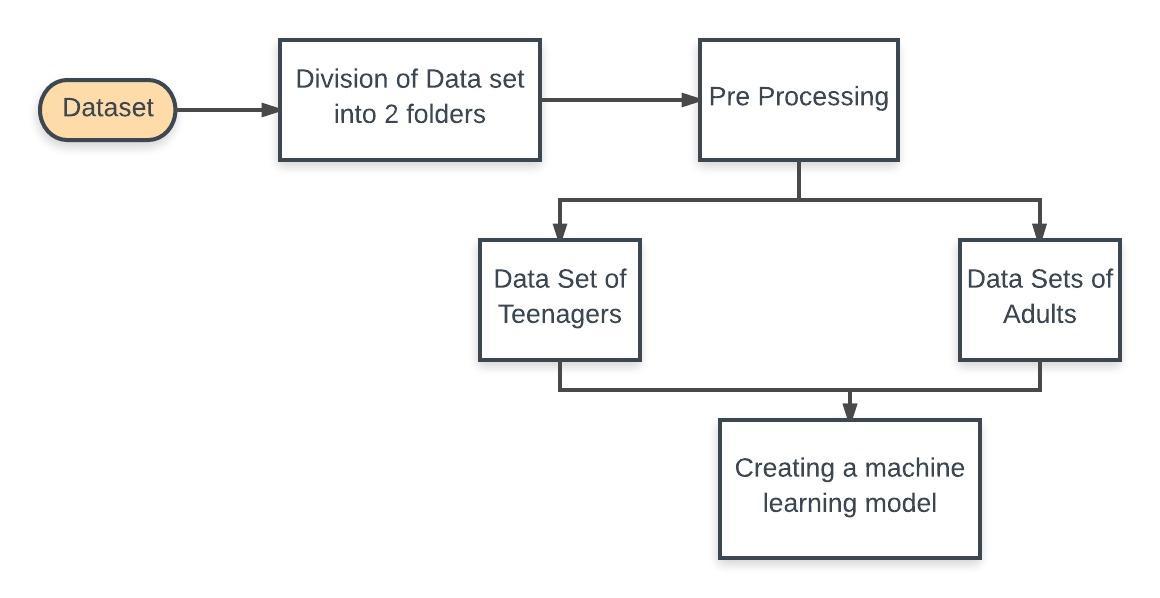 Dataset
Division of Data set
into 2 folders
Pre Processing
Data Set of
Teenagers
Data Sets of
Adults
Creating a machine
learning model